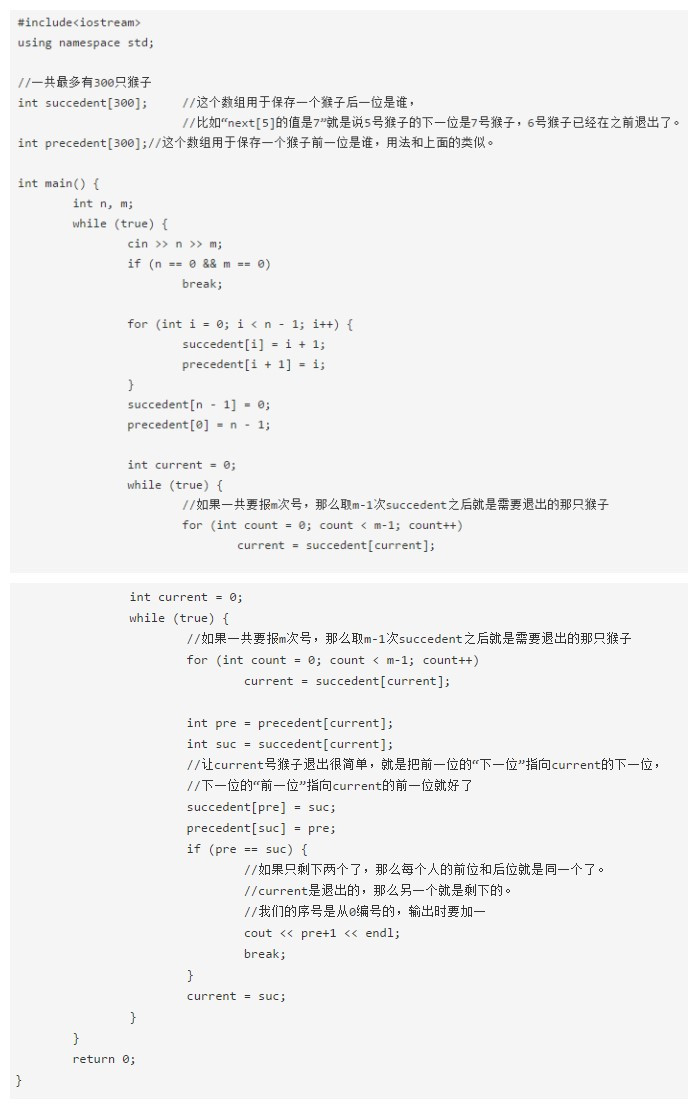 #include<iostream>
using namespace std;
//一共最多有300只猴子
int succedent[300];     //这个数组用于保存一个猴子后一位是谁,
//比如“next[5]的值是7”就是说5号猴子的下一位是7号猴子，6号猴子已经在之前退出了。
int precedent[300];//这个数组用于保存一个猴子前一位是谁，用法和上面的类似。
int main() {
        int n, m;
        while (true) {
                cin >> n >> m;
                if (n == 0 && m == 0)
                        break;
                for (int i = 0; i < n - 1; i++) {
                        succedent[i] = i + 1;
                        precedent[i + 1] = i;
                }
                succedent[n - 1] = 0;
                precedent[0] = n - 1;
                int current = 0;
                while (true) {
                        //如果一共要报m次号，那么取m-1次succedent之后就是需要退出的那只猴子
                        for (int count = 0; count < m-1; count++)
                                current = succedent[current];
                int current = 0;
                while (true) {
                        //如果一共要报m次号，那么取m-1次succedent之后就是需要退出的那只猴子
                        for (int count = 0; count < m-1; count++)
                                current = succedent[current];
                        int pre = precedent[current];
                        int suc = succedent[current];
                        //让current号猴子退出很简单，就是把前一位的“下一位”指向current的下一位，
                        //下一位的“前一位”指向current的前一位就好了
                        succedent[pre] = suc;
                        precedent[suc] = pre;
                        if (pre == suc) {
                                //如果只剩下两个了，那么每个人的前位和后位就是同一个了。
                                //current是退出的，那么另一个就是剩下的。
                                //我们的序号是从0编号的，输出时要加一
                                cout << pre+1 << endl;
                                break;
                        }
                        current = suc;
                }
        }
        return 0;
}